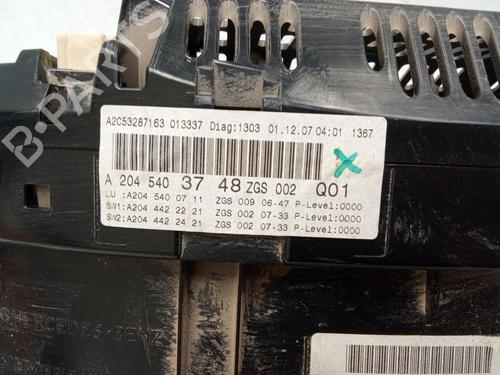 B-PARTS
A2C53287163 013337 Diag:1303 01.12.07 04:01 1367
A 204 540 37 48 ZGS 002 Q01
LU :A204 540 07 11 ZGS 009 06-47 P-Level:0000
SW1:A204 442 22 21 ZGS 002 07-33 P-Level:0000
SW2:A204 442 24 21 ZGS 002 07-33 P-Level:0000
MERCEDES-BENZ